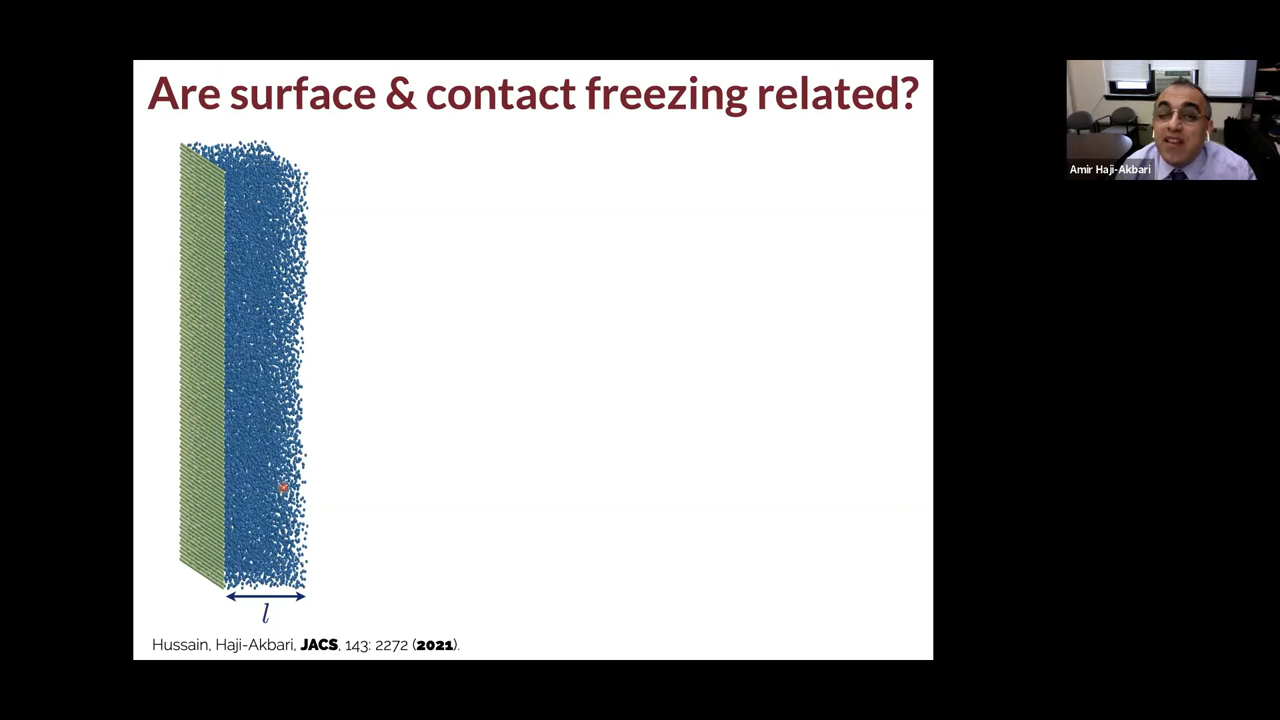 Are surface & contact freezing related?
Amir Haji-Akbari
l
Hussain, Haji-Akbari, JACS, 143: 2272 (2021).